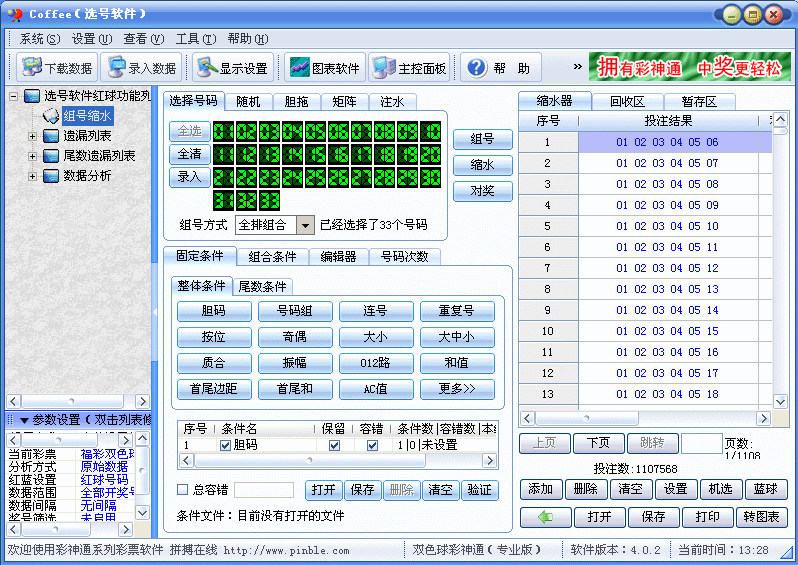 Coffee（选号软件）
系统(S) 设置(U) 查看(V) 工具(T) 帮助(H)
下载数据 录入数据 显示设置 图表软件 主控面板 帮 助 » 拥有彩神通 中奖更轻松
选号软件红球功能列
组号缩水
遗漏列表
尾数遗漏列表
数据分析
参数设置（双击列表修
当前彩票 福彩双色球
分析方式 原始数据
红蓝设置 红球号码
数据范围 全部开奖号
数据间隔 无间隔
选择号码 随机 胆拖 矩阵 注水
全选 01 02 03 04 05 06 07 08 09 10
全清 11 12 13 14 15 16 17 18 19 20
录入 21 22 23 24 25 26 27 28 29 30
31 32 33
组号方式 全排组合 已经选择了33个号码
组号
缩水
对奖
固定条件 组合条件 编辑器 号码次数
整体条件 尾数条件
胆码 号码组 连号 重复号
按位 奇偶 大小 大中小
质合 振幅 012路 和值
首尾边距 首尾和 AC值 更多>>
序号 条件名 保留 容错 条件数|容错数|本
1 胆码 1|0|未设置
总容错 打开 保存 删除 清空 验证
条件文件：目前没有打开的文件
缩水器 回收区 暂存区
序号 投注结果
1 01 02 03 04 05 06
2 01 02 03 04 05 07
3 01 02 03 04 05 08
4 01 02 03 04 05 09
5 01 02 03 04 05 10
6 01 02 03 04 05 11
7 01 02 03 04 05 12
8 01 02 03 04 05 13
9 01 02 03 04 05 14
10 01 02 03 04 05 15
11 01 02 03 04 05 16
12 01 02 03 04 05 17
13 01 02 03 04 05 18
上页 下页 跳转 页数:
1/1108
投注数:1107568
添加 删除 清空 设置 机选 蓝球
打开 保存 打印 转图表
欢迎使用彩神通系列彩票软件 拼搏在线 http://www.pinble.com 双色球彩神通（专业版） 软件版本：4.0.2 当前时间：13:28